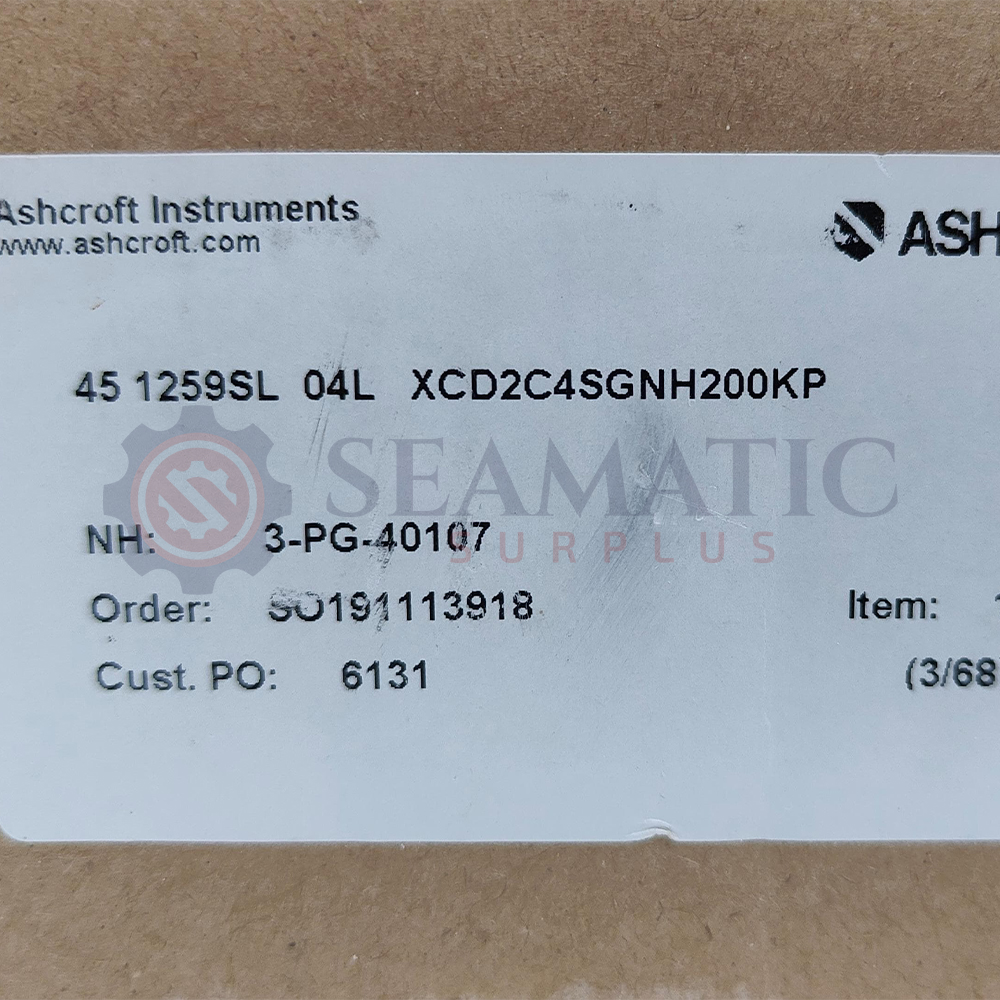 Ashcroft Instruments
www.ashcroft.com
ASH
45 1259SL 04L XCD2C4SGNH200KP
SEAMATIC
SURPLUS
NH: 3-PG-40107
Order: SO191113918
Item:
Cust. PO: 6131
(3/68